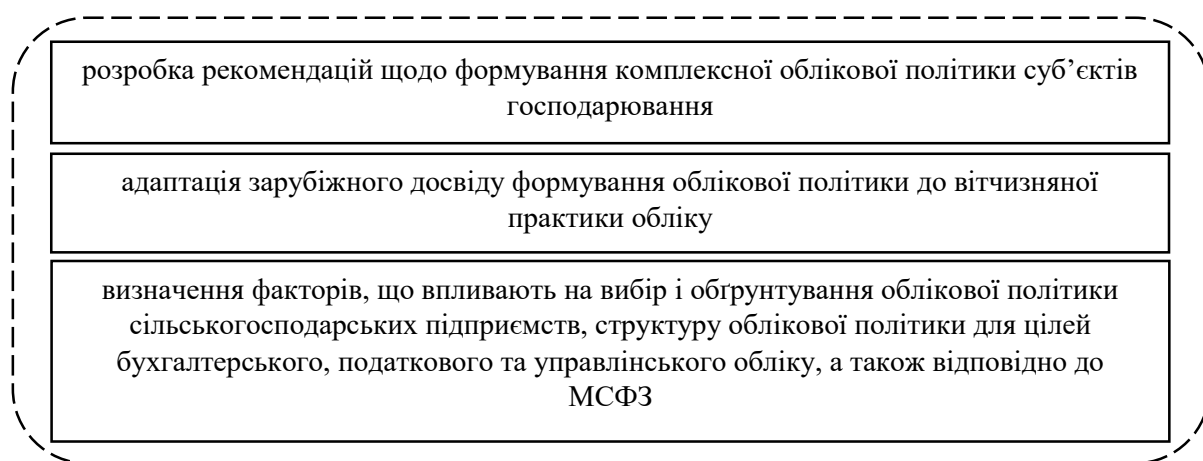 розробка рекомендацій щодо формування комплексної облікової політики суб’єктів
господарювання
адаптація зарубіжного досвіду формування облікової політики до вітчизняної
практики обліку
визначення факторів, що впливають на вибір і обґрунтування облікової політики
сільськогосподарських підприємств, структуру облікової політики для цілей
бухгалтерського, податкового та управлінського обліку, а також відповідно до
МСФЗ